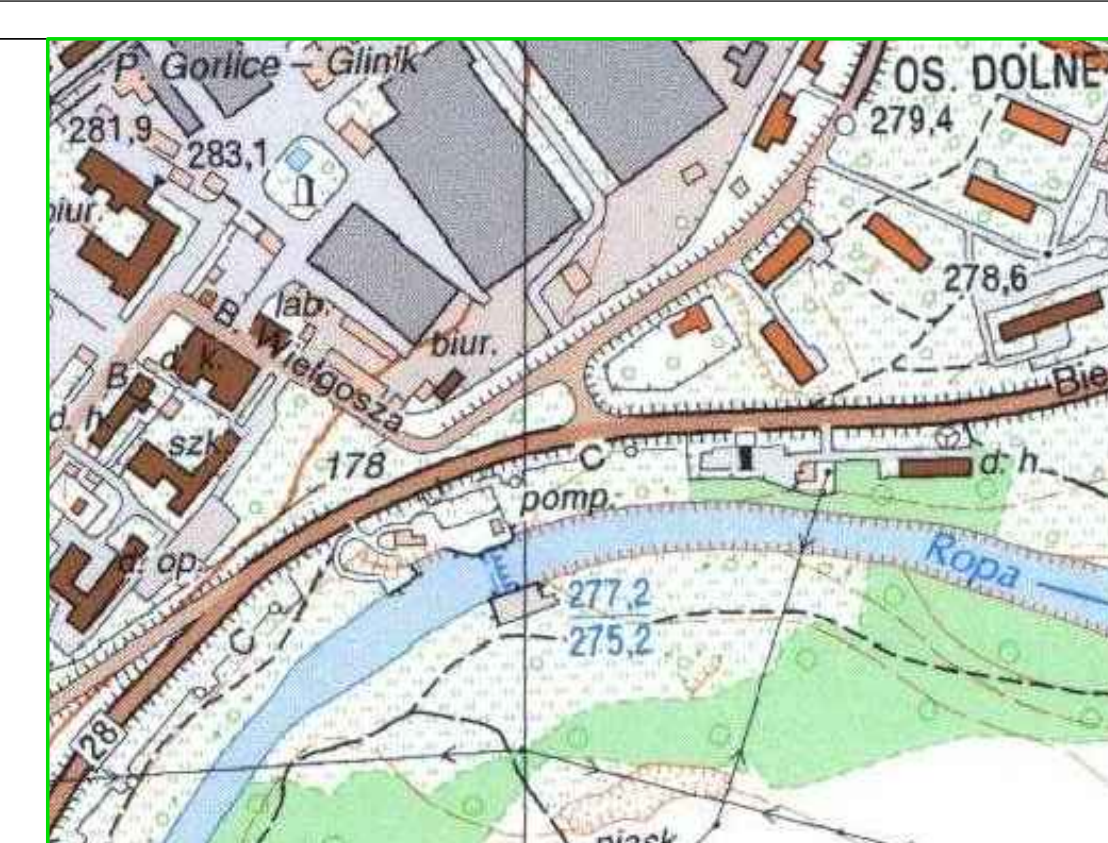 P. Gorlice – Glinik
OS. DOLNE
281,9
279,4
283,1
biur.
278,6
lab.
B.
biur.
Wielgosza
d. k.
B.
Bie
d. h
szk.
178
C
d. h.
pomp.
Ropa
d. op.
277,2
275,2
C
28
piask.